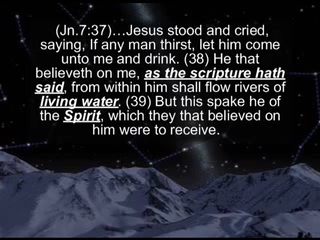 (Jn.7:37)…Jesus stood and cried,
saying, If any man thirst, let him come
unto me and drink. (38) He that
believeth on me, as the scripture hath
said, from within him shall flow rivers of
living water. (39) But this spake he of
the Spirit, which they that believed on
him were to receive.